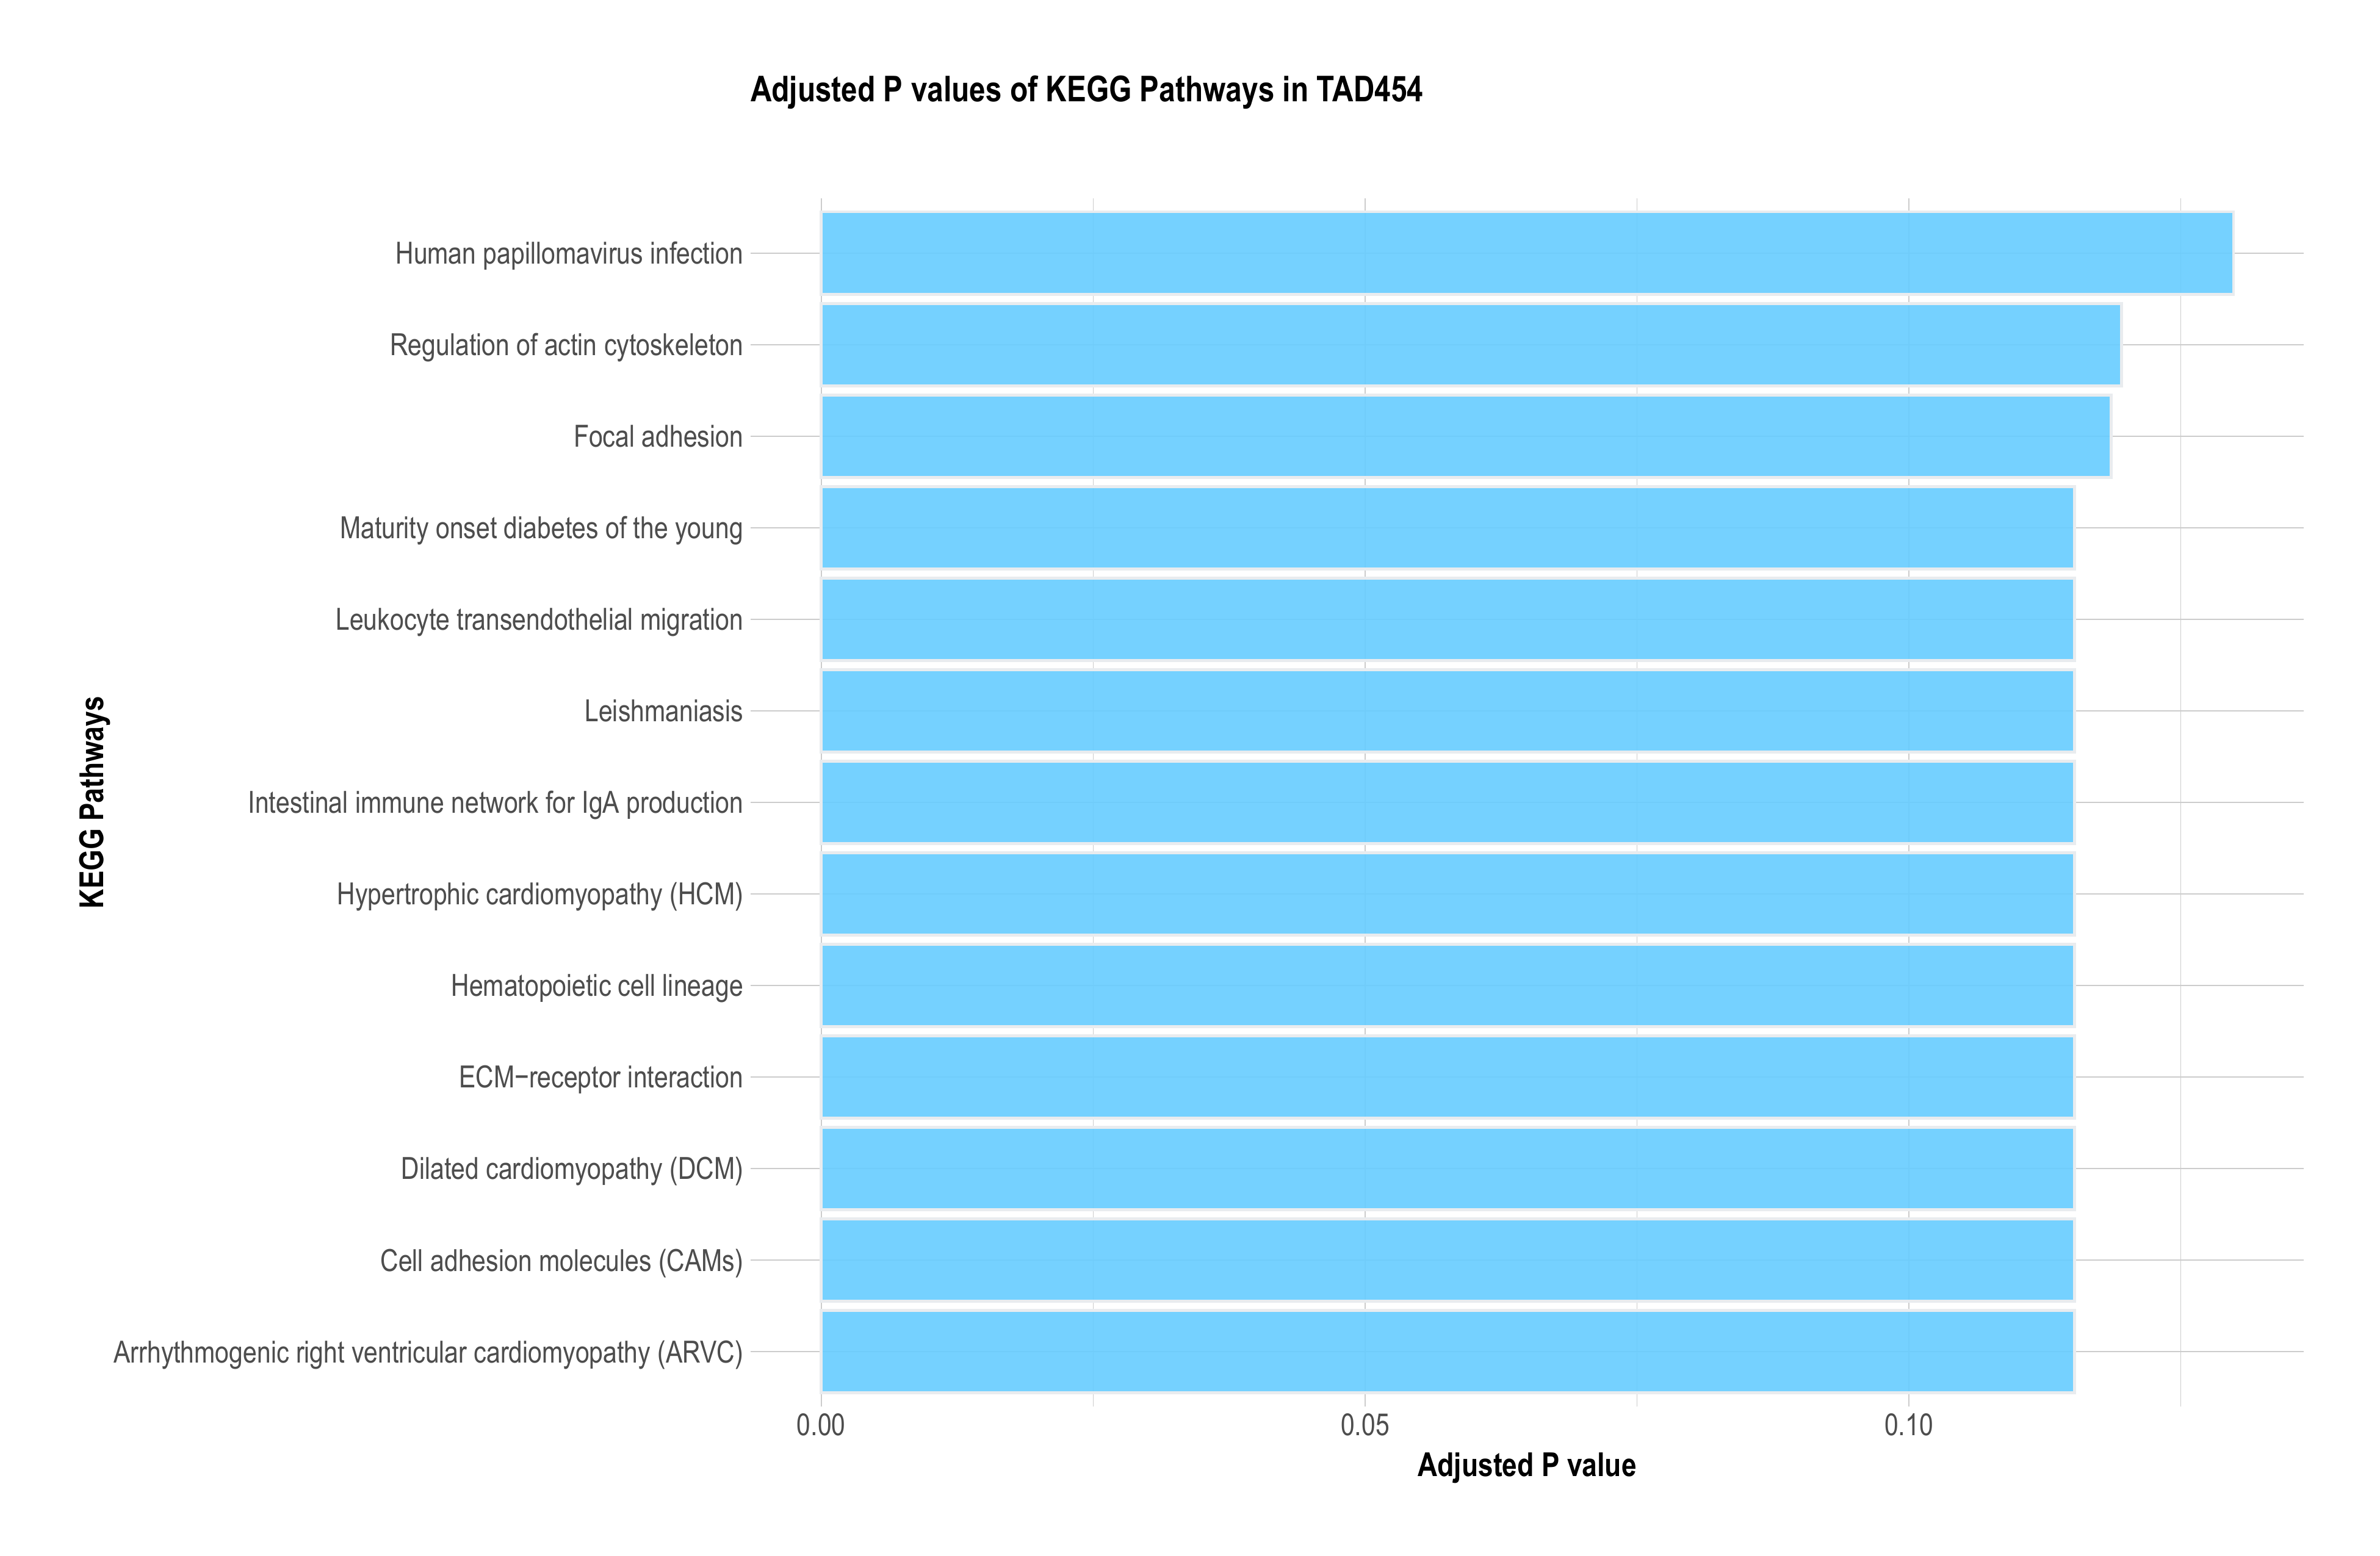 Adjusted P values of KEGG Pathways in TAD454
Human papillomavirus infection
Regulation of actin cytoskeleton
Focal adhesion
Maturity onset diabetes of the young
Leukocyte transendothelial migration
Leishmaniasis
Intestinal immune network for IgA production
Hypertrophic cardiomyopathy (HCM)
Hematopoietic cell lineage
ECM−receptor interaction
Dilated cardiomyopathy (DCM)
Cell adhesion molecules (CAMs)
Arrhythmogenic right ventricular cardiomyopathy (ARVC)
KEGG Pathways
0.00 0.05 0.10
Adjusted P value